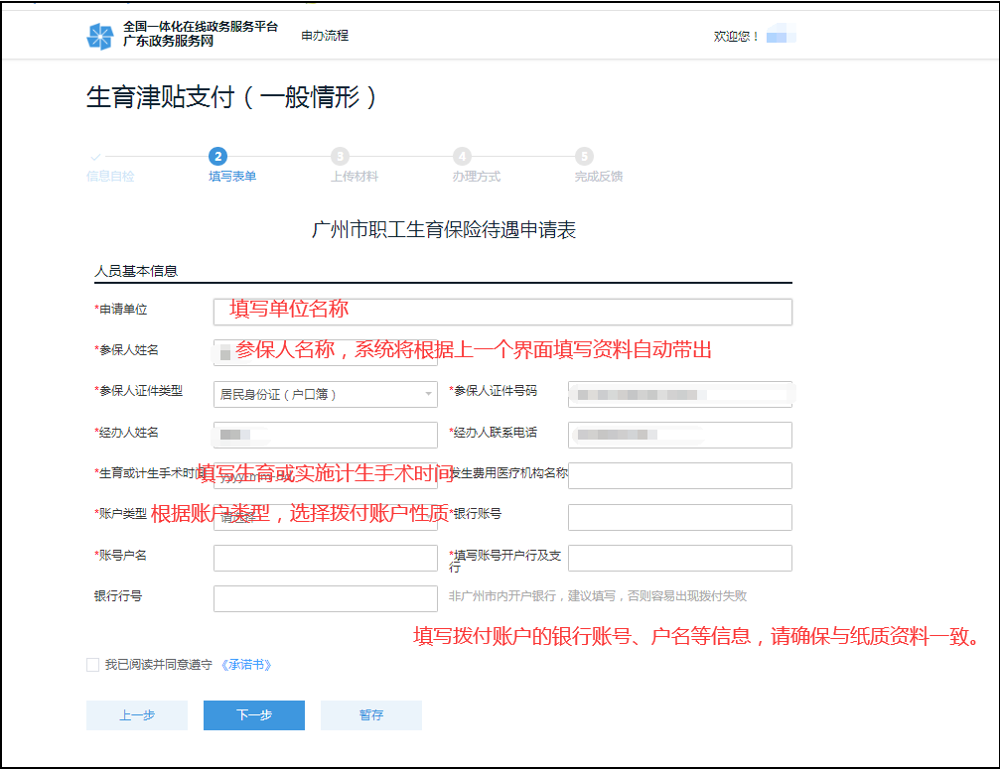 全国一体化在线政务服务平台
广东政务服务网
申办流程
欢迎您！
生育津贴支付（一般情形）
信息自检
2 填写表单
3 上传材料
4 办理方式
5 完成反馈
广州市职工生育保险待遇申请表
人员基本信息
*申请单位 填写单位名称
*参保人姓名 参保人名称，系统将根据上一个界面填写资料自动带出
*参保人证件类型 居民身份证（户口簿） *参保人证件号码
*经办人姓名 *经办人联系电话
*生育或计生手术时间 填写生育或实施计生手术时间 发生费用医疗机构名称
*账户类型 请选择 根据账户类型，选择拨付账户性质 *银行账号
*账号户名 *填写账号开户行及支
行
银行行号 非广州市内开户银行，建议填写，否则容易出现拨付失败
填写拨付账户的银行账号、户名等信息，请确保与纸质资料一致。
我已阅读并同意遵守 《承诺书》
上一步 下一步 暂存